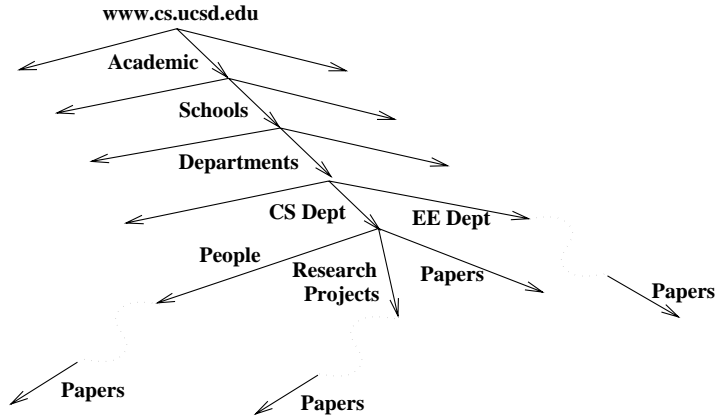 www.cs.ucsd.edu
Academic
Schools
Departments
CS Dept
EE Dept
People
Research
Projects
Papers
Papers
Papers
Papers